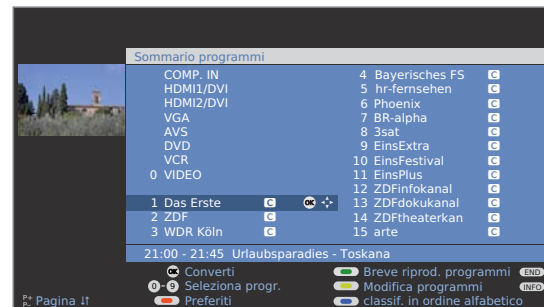 Sommario programmi
COMP. IN
HDMI1/DVI
HDMI2/DVI
VGA
AVS
DVD
VCR
0 VIDEO
1 Das Erste C OK
2 ZDF C
3 WDR Köln C
4 Bayerisches FS C
5 hr-fernsehen C
6 Phoenix C
7 BR-alpha C
8 3sat C
9 EinsExtra C
10 EinsFestival C
11 EinsPlus C
12 ZDFinfokanal C
13 ZDFdokukanal C
14 ZDFtheaterkan C
15 arte C
21:00 - 21:45 Urlaubsparadies - Toskana
OK Converti
0-9 Seleziona progr.
Preferiti
Breve riprod. programmi END
Modifica programmi INFO
classif. in ordine alfabetico
P+ P- Pagina